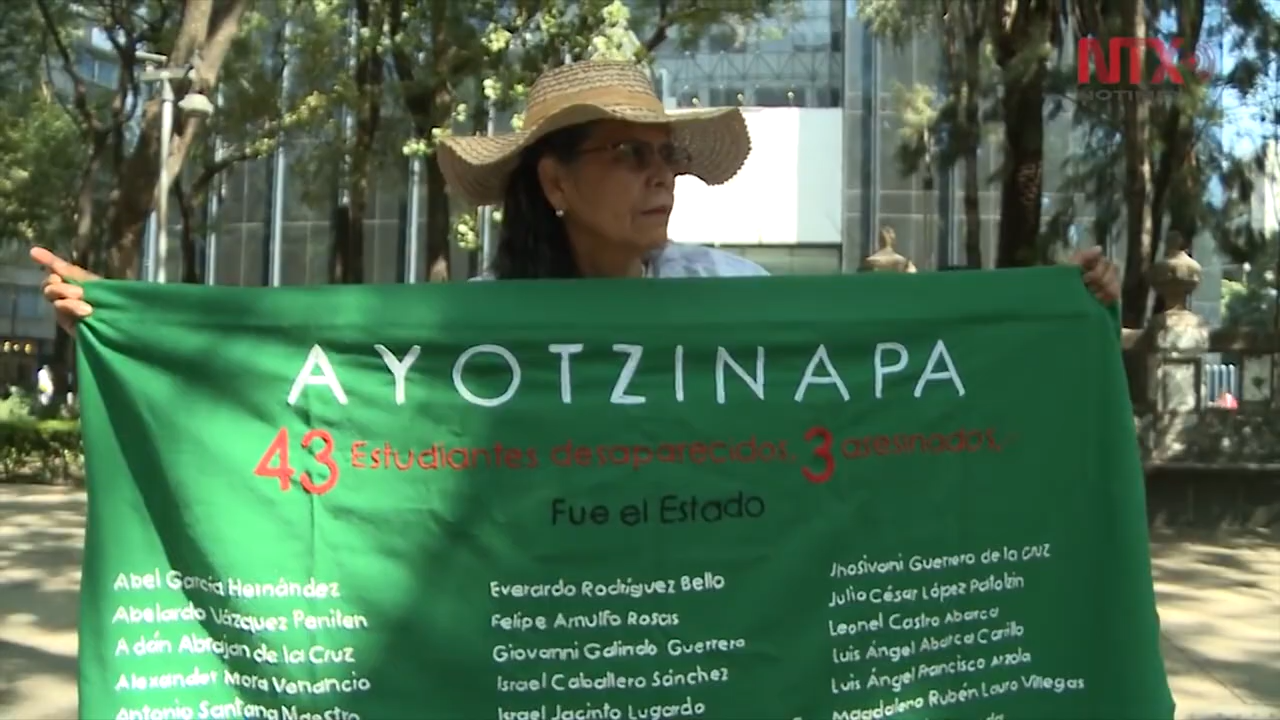 NTX
NOTIMEX
AYOTZINAPA
43 Estudiantes desaparecidos, 3 asesinados,
Fue el Estado
Abel García Hernández
Abelardo Vázquez Peniten
Adán Abrajan de la Cruz
Alexander Mora Venancio
Antonio Santana Maestro
Everardo Rodríguez Bello
Felipe Arnulfo Rosas
Giovanni Galindo Guerrero
Israel Caballero Sánchez
Israel Jacinto Lugardo
Jhosivani Guerrero de la Cruz
Julio César López Patolzin
Leonel Castro Abarca
Luis Ángel Abarca Carrillo
Luis Ángel Francisco Arzola
Magdaleno Rubén Lauro Villegas